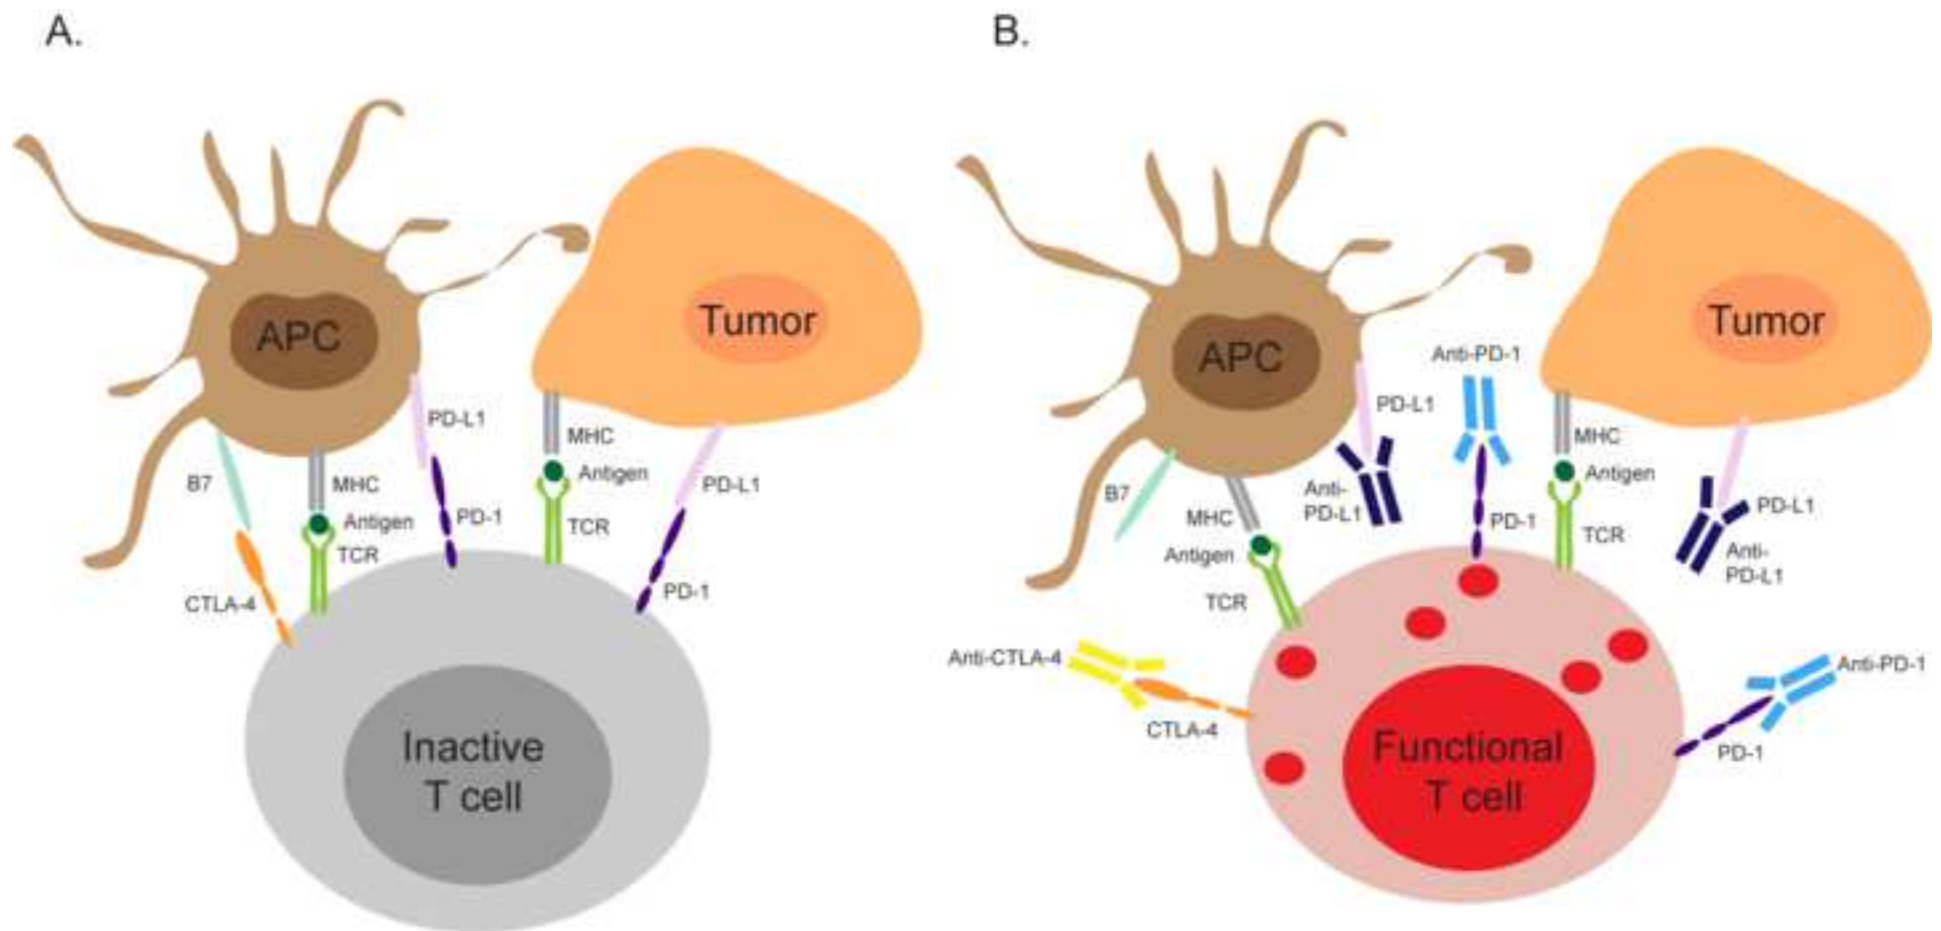 A.
APC
Tumor
PD-L1
MHC
Antigen
B7
MHC
PD-L1
Antigen
PD-1
TCR
TCR
CTLA-4
PD-1
Inactive
T cell
B.
APC
Tumor
Anti-PD-1
PD-L1
MHC
Antigen
B7
Anti-
PD-L1
MHC
PD-1
PD-L1
Antigen
TCR
Anti-
PD-L1
TCR
Anti-CTLA-4
Anti-PD-1
CTLA-4
PD-1
Functional
T cell